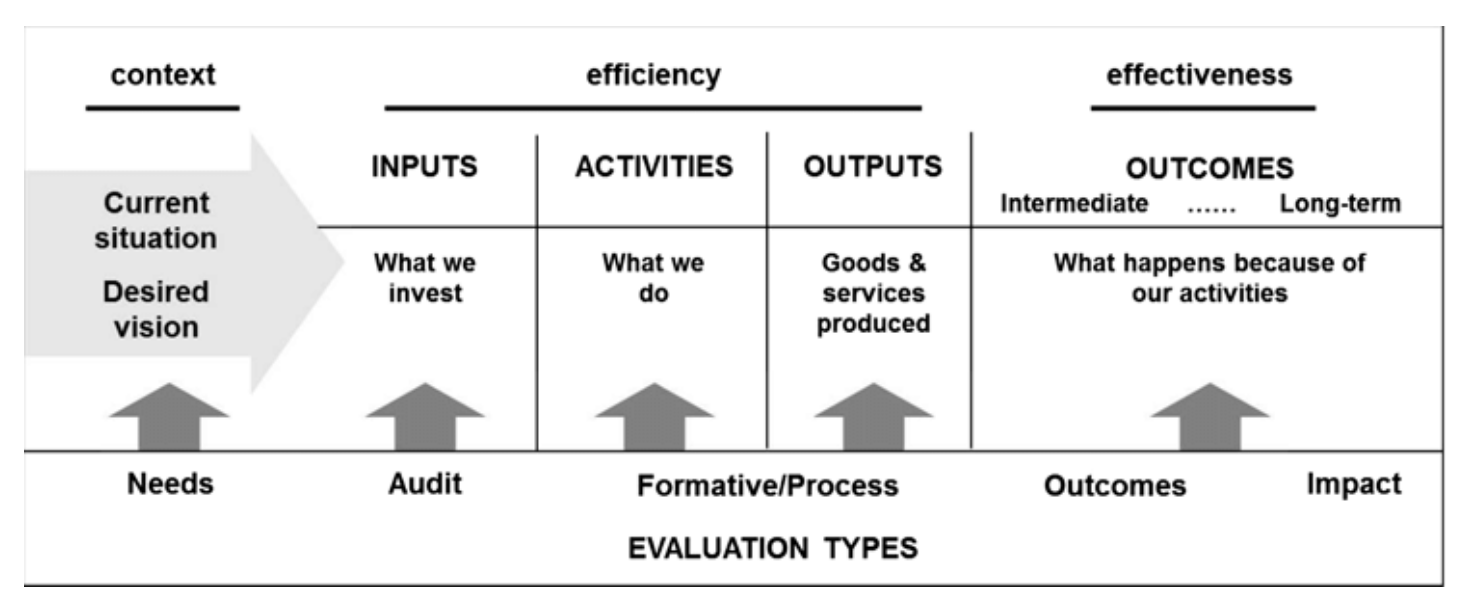 context
efficiency
effectiveness
INPUTS
ACTIVITIES
OUTPUTS
OUTCOMES
Intermediate ...... Long-term
Current
situation
Desired
vision
What we
invest
What we
do
Goods &
services
produced
What happens because of
our activities
Needs
Audit
Formative/Process
Outcomes
Impact
EVALUATION TYPES